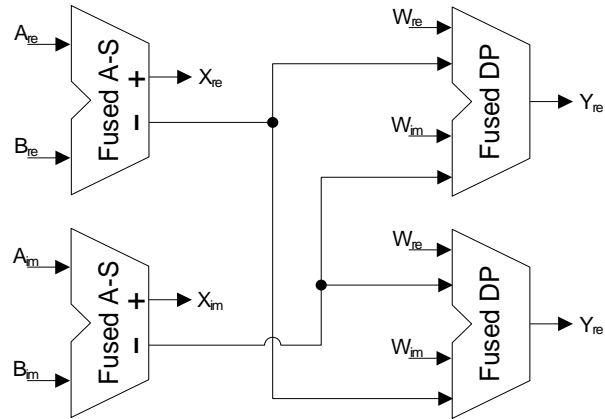 A_re
Fused A-S
+
−
X_re
B_re
W_re
Fused DP
Y_re
W_im
A_im
Fused A-S
+
−
X_im
B_im
W_re
Fused DP
Y_re
W_im